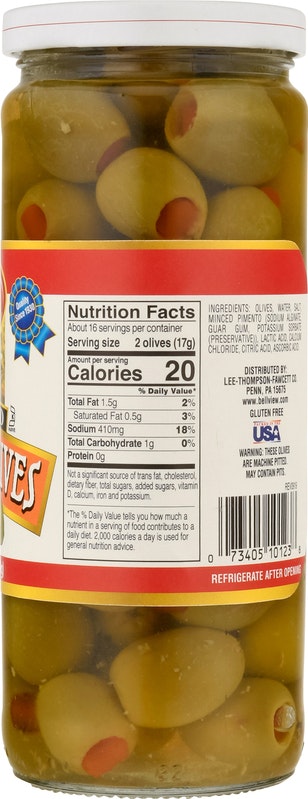 Quality
Since 1930
VES
Nutrition Facts
About 16 servings per container
Serving size 2 olives (17g)
Amount per serving
Calories 20
% Daily Value*
Total Fat 1.5g 2%
Saturated Fat 0.5g 3%
Sodium 410mg 18%
Total Carbohydrate 1g 0%
Protein 0g
Not a significant source of trans fat, cholesterol,
dietary fiber, total sugars, added sugars, vitamin
D, calcium, iron and potassium.
*The % Daily Value tells you how much a
nutrient in a serving of food contributes to a
daily diet. 2,000 calories a day is used for
general nutrition advice.
INGREDIENTS: OLIVES, WATER, SALT,
MINCED PIMENTO (SODIUM ALGINATE,
GUAR GUM, POTASSIUM SORBATE
(PRESERVATIVE)), LACTIC ACID, CALCIUM
CHLORIDE, CITRIC ACID, ASCORBIC ACID.
DISTRIBUTED BY:
LEE-THOMPSON-FAWCETT CO.
PENN, PA 15675
www.bellview.com
GLUTEN FREE
USA
WARNING: THESE OLIVES
ARE MACHINE PITTED.
MAY CONTAIN PITS.
0 73405 10123
REFRIGERATE AFTER OPENING